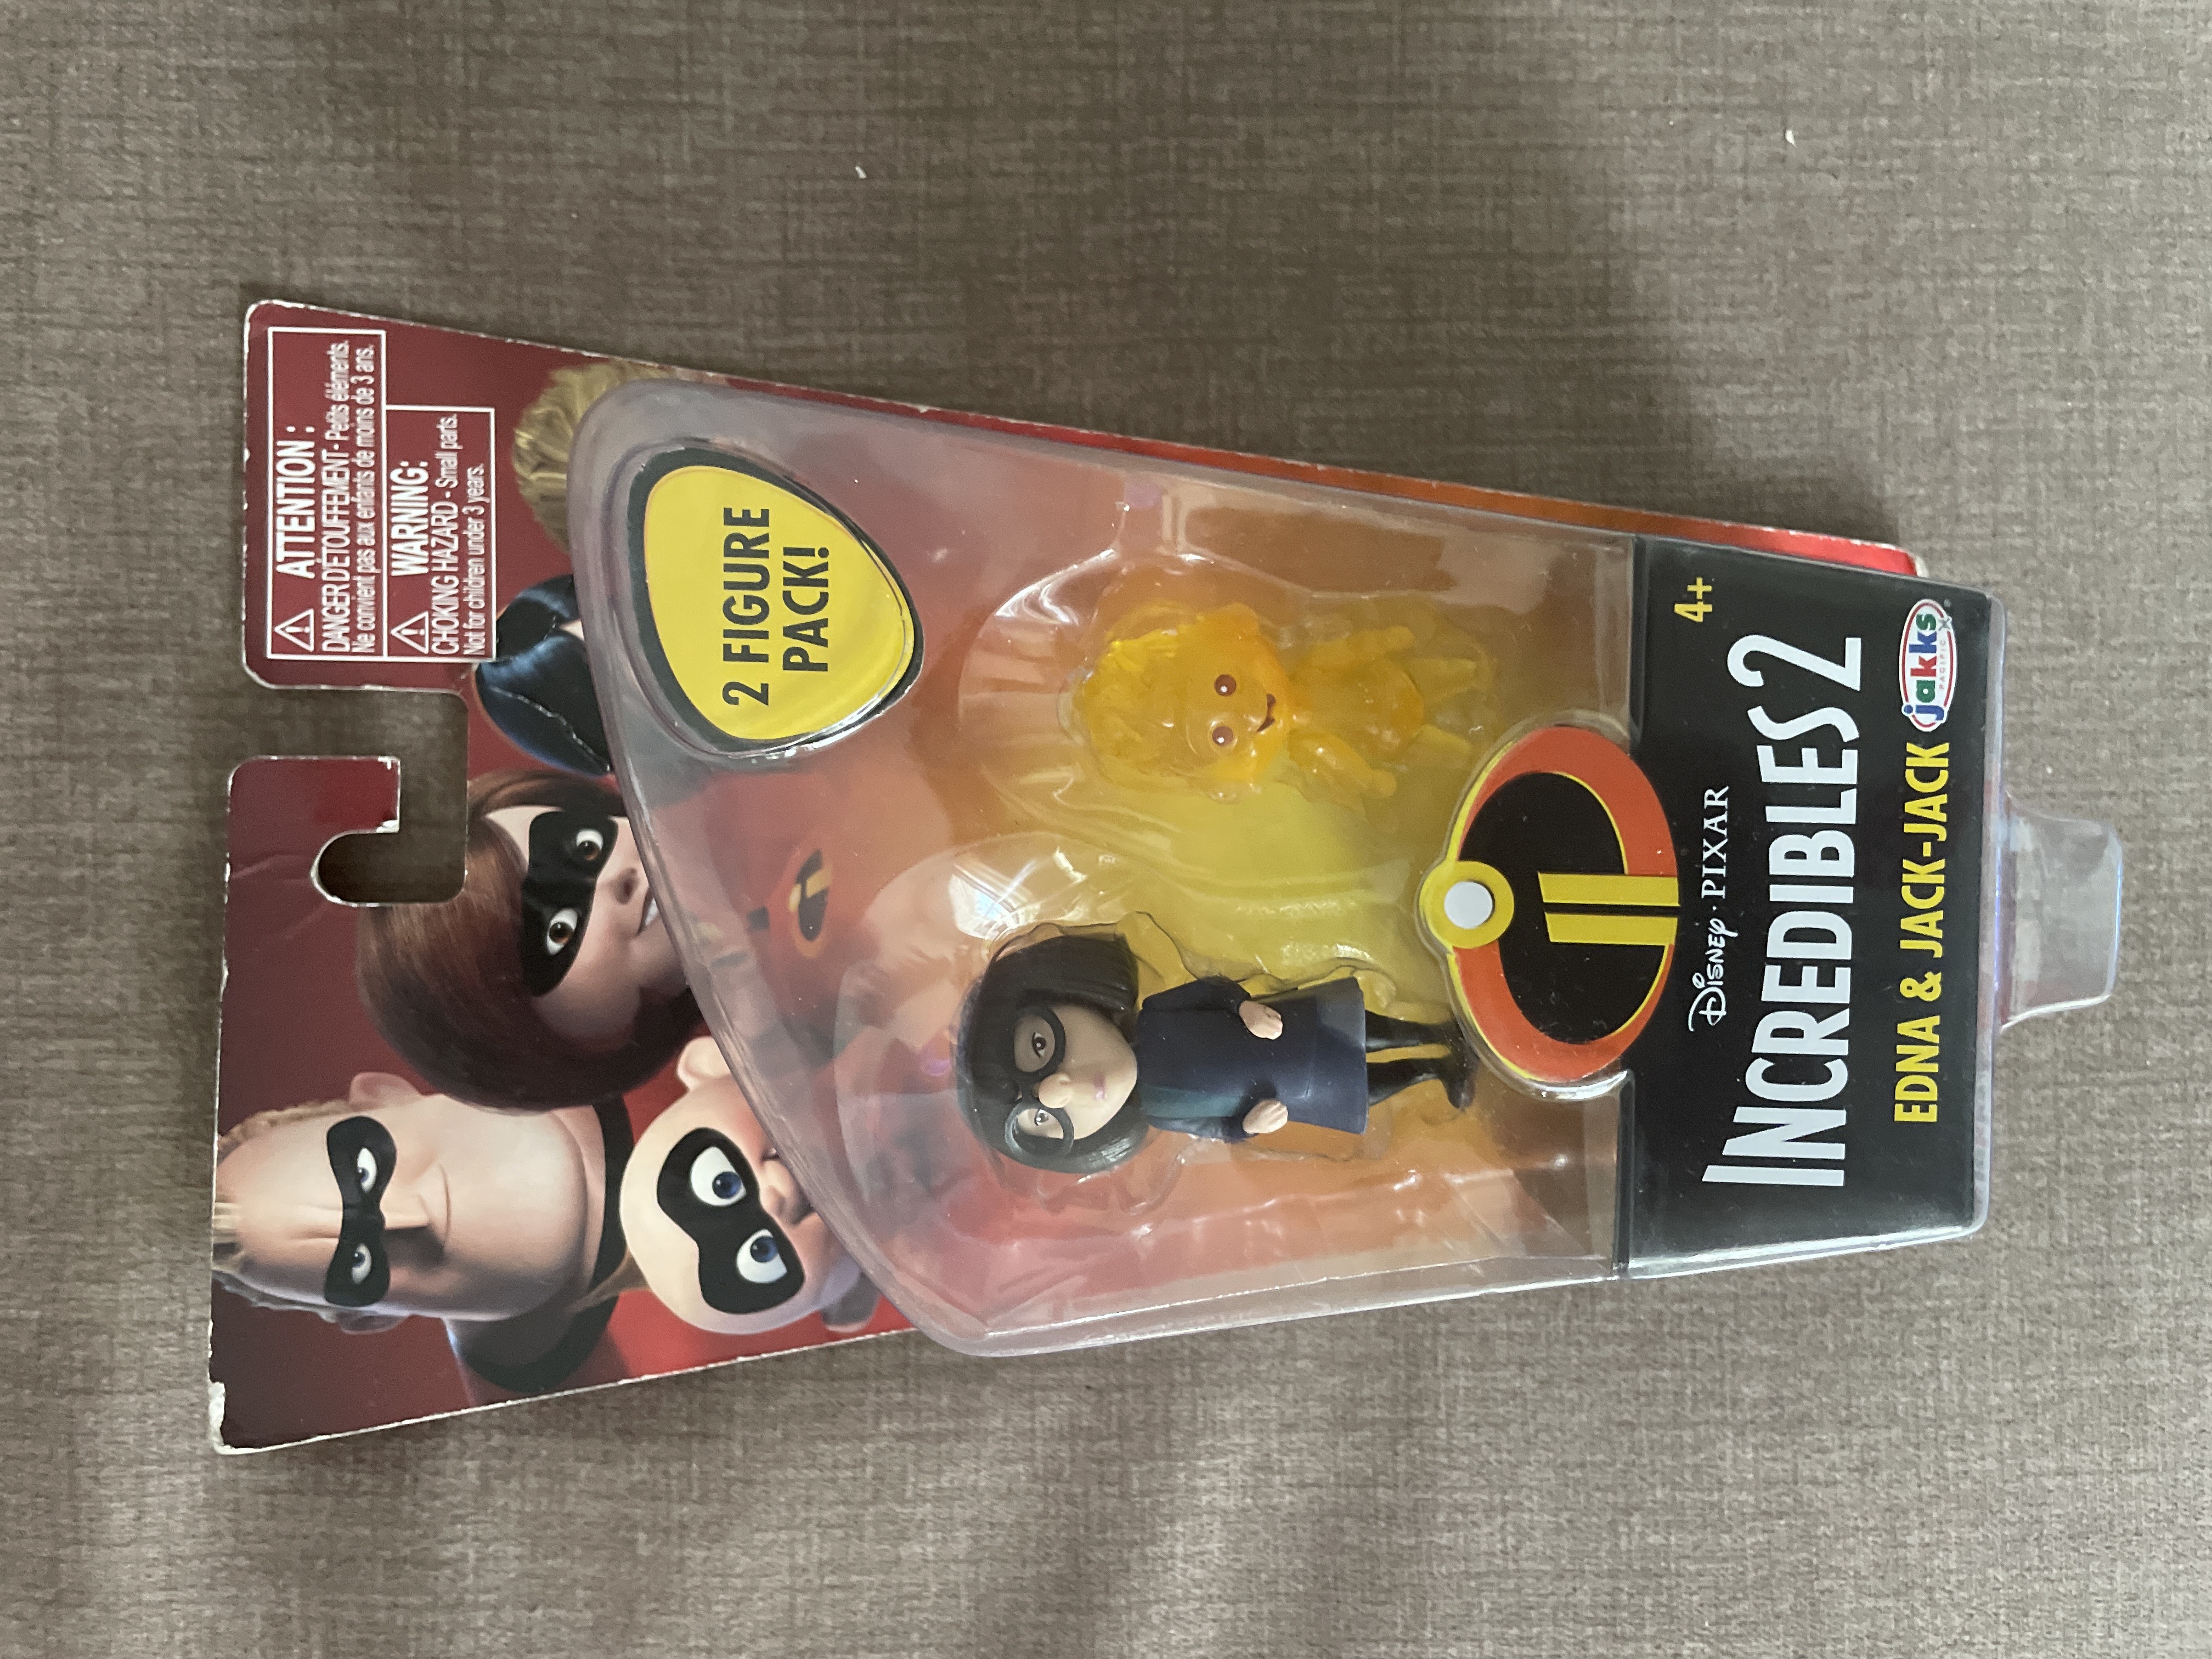 ATTENTION :
DANGER D'ÉTOUFFEMENT - Petits éléments.
Ne convient pas aux enfants de moins de 3 ans.
WARNING:
CHOKING HAZARD - Small parts.
Not for children under 3 years.
2 FIGURE
PACK!
4+
DISNEY · PIXAR
INCREDIBLES 2
EDNA & JACK-JACK
jakks
PACIFIC